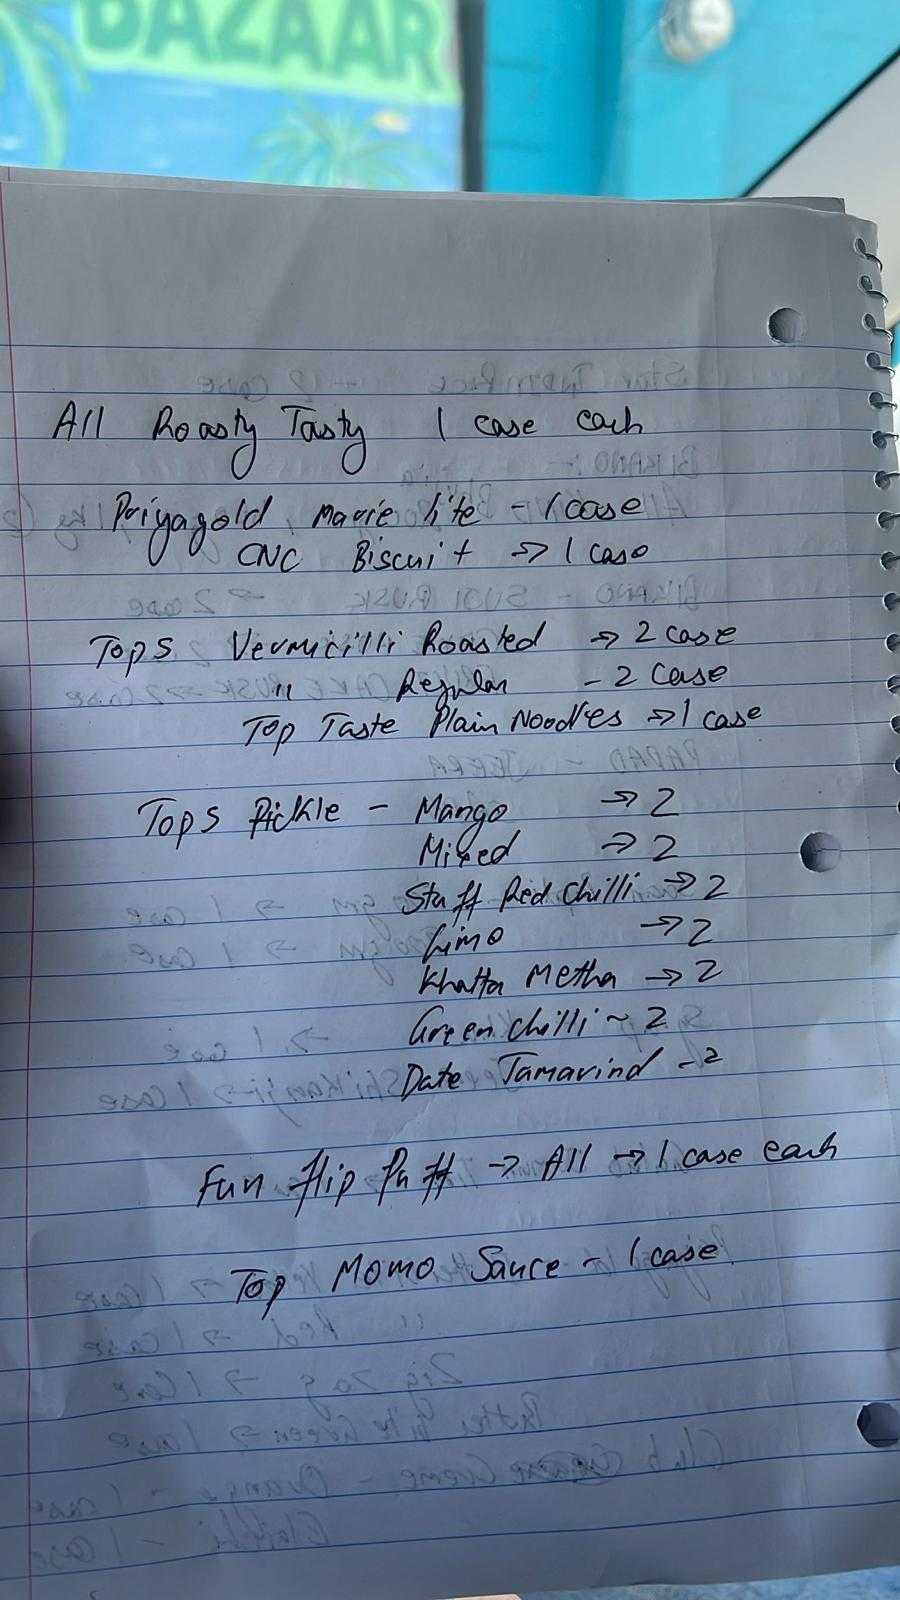 BAZAAR
All Roasty Tasty 1 case each
Priyagold Marie lite - 1 case
CNC Biscuit → 1 case
Tops Vermicilli Roasted → 2 case
" Regular - 2 case
Top Taste Plain Noodles → 1 case
Tops Pickle - Mango → 2
Mixed → 2
Stuff Red Chilli → 2
Limo → 2
Khatta Metha → 2
Green Chilli ~ 2
Date Tamarind - 2
Fun flip Puff → All → 1 case each
Top Momo Sauce - 1 case